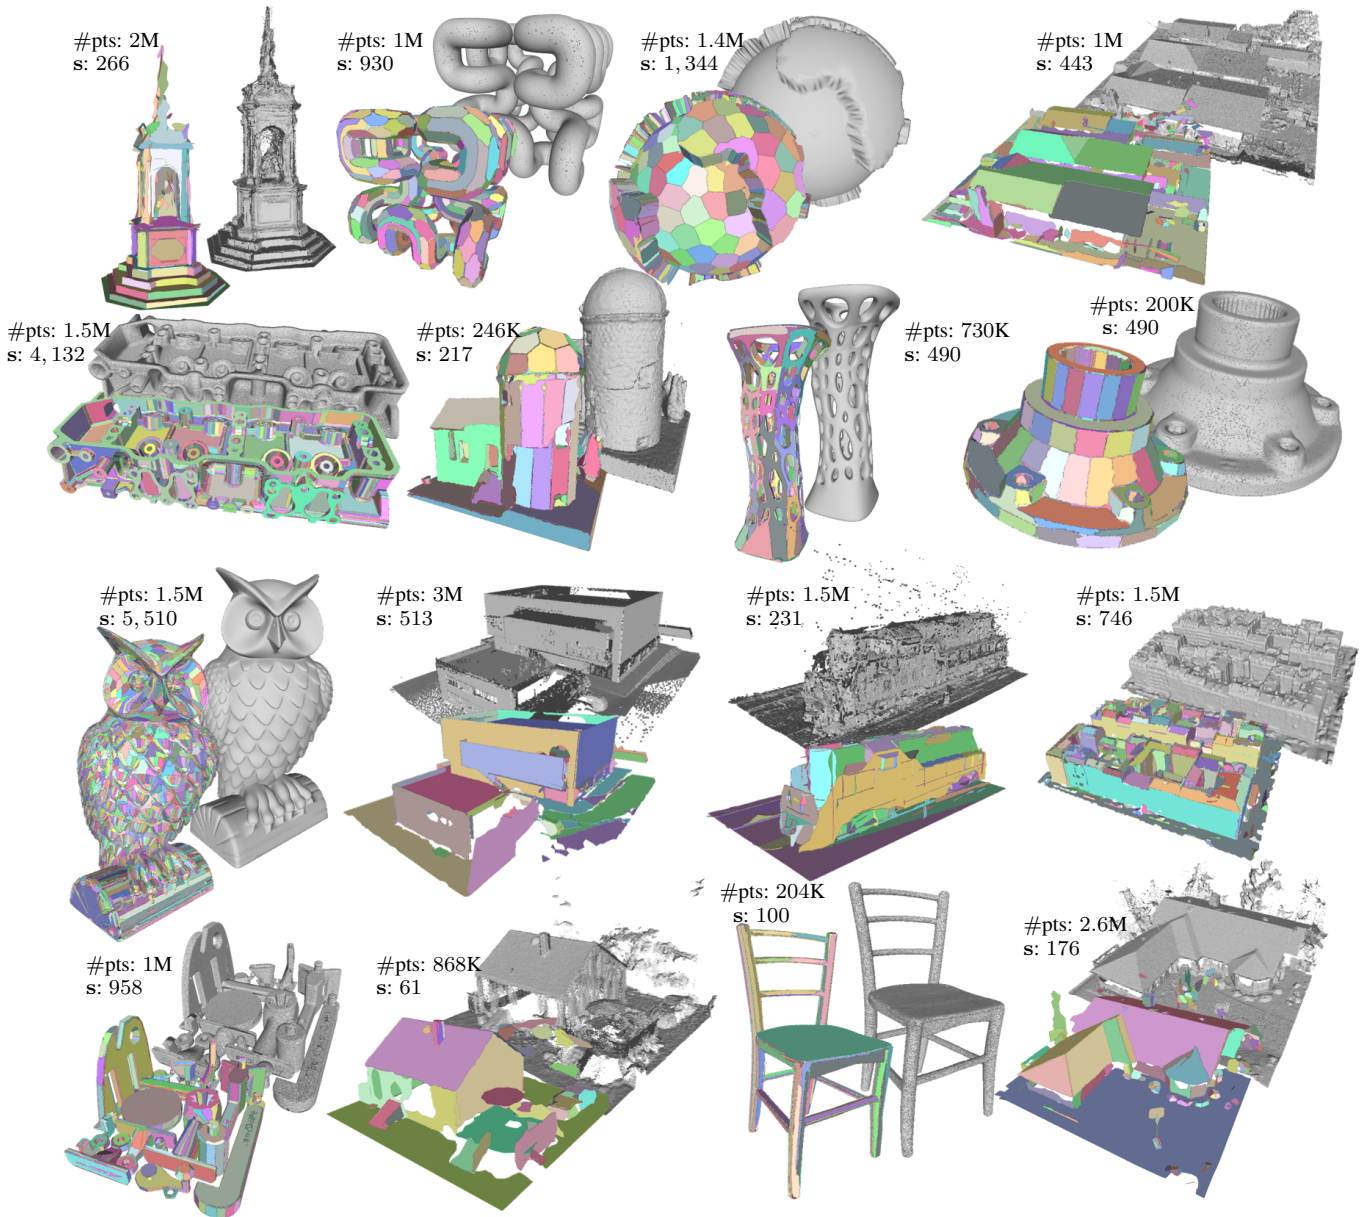 #pts: 2M
s: 266
#pts: 1M
s: 930
#pts: 1.4M
s: 1, 344
#pts: 1M
s: 443
#pts: 1.5M
s: 4, 132
#pts: 246K
s: 217
#pts: 730K
s: 490
#pts: 200K
s: 490
#pts: 1.5M
s: 5, 510
#pts: 3M
s: 513
#pts: 1.5M
s: 231
#pts: 1.5M
s: 746
#pts: 1M
s: 958
#pts: 868K
s: 61
#pts: 204K
s: 100
#pts: 2.6M
s: 176